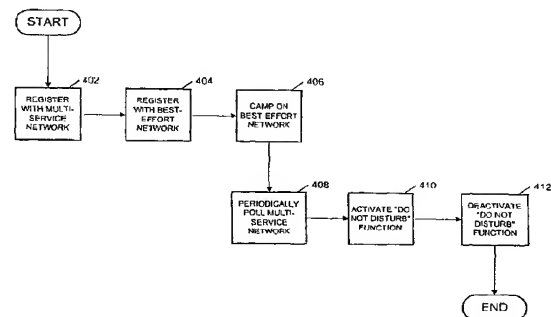 START
402
REGISTER
WITH MULTI-
SERVICE
NETWORK
404
REGISTER
WITH BEST-
EFFORT
NETWORK
406
CAMP ON
BEST EFFORT
NETWORK
408
PERIODICALLY
POLL MULTI-
SERVICE
NETWORK
410
ACTIVATE "DO
NOT DISTURB"
FUNCTION
412
DEACTIVATE
"DO NOT
DISTURB"
FUNCTION
END